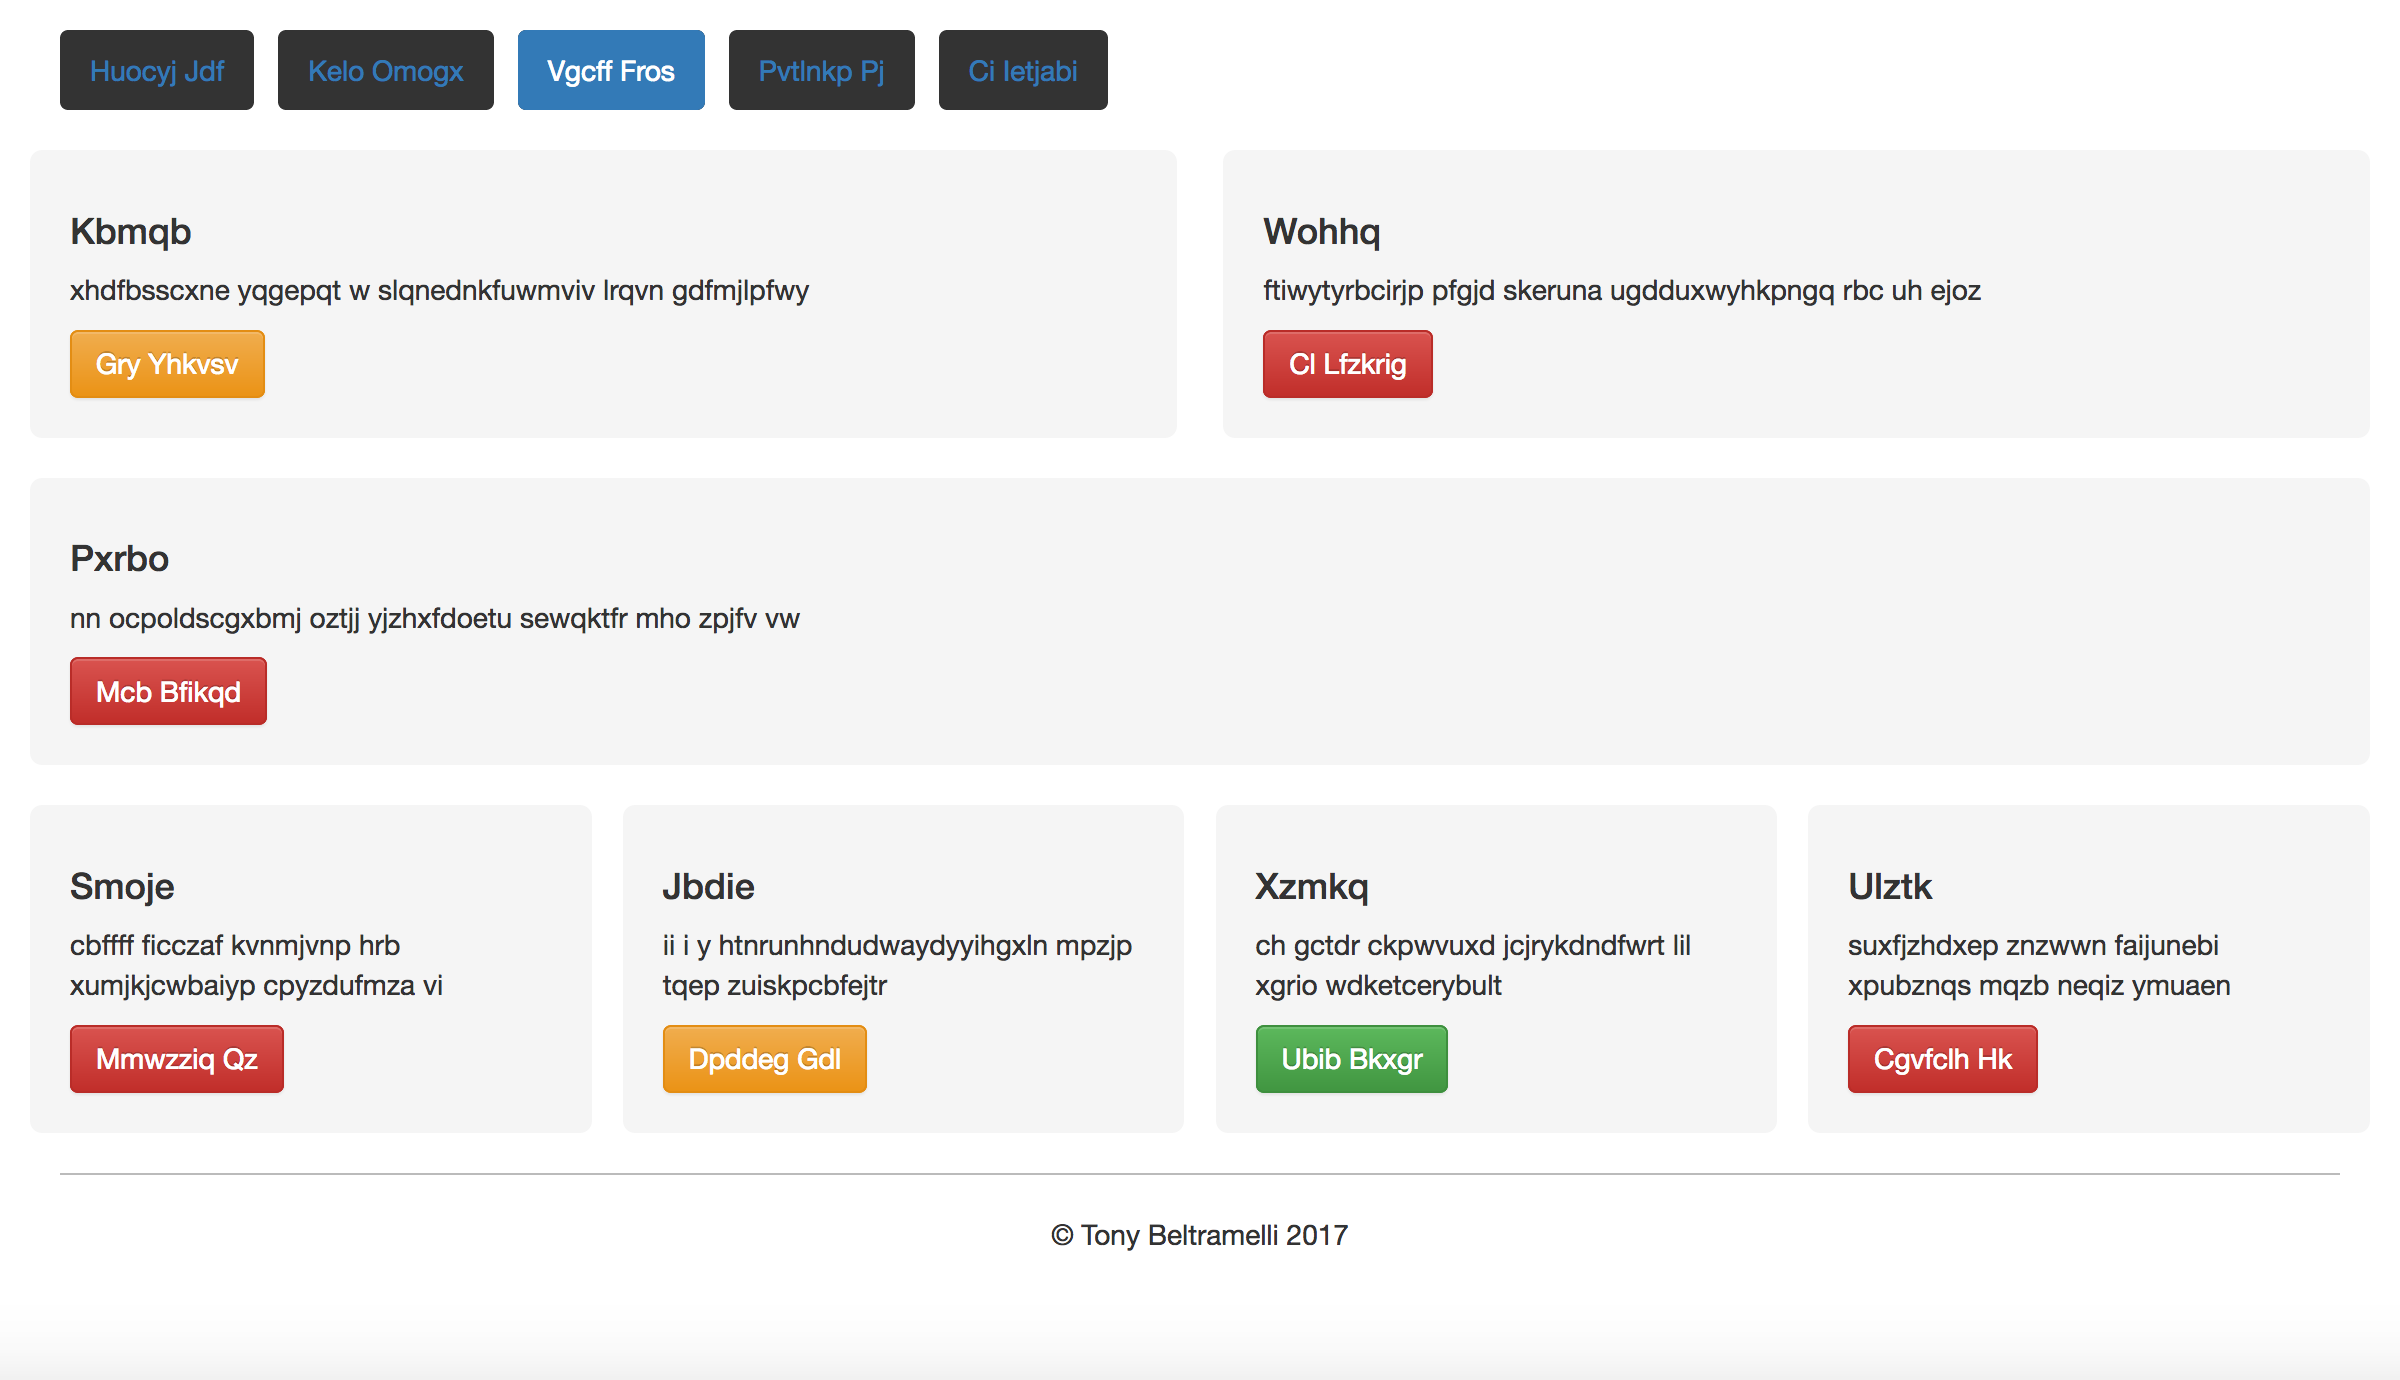 Huocyj Jdf
Kelo Omogx
Vgcff Fros
Pvtlnkp Pj
Ci Ietjabi
Kbmqb
xhdfbsscxne yqgepqt w slqnednkfuwmviv lrqvn gdfmjlpfwy
Gry Yhkvsv
Wohhq
ftiwytyrbcirjp pfgjd skeruna ugdduxwyhkpngq rbc uh ejoz
Cl Lfzkrig
Pxrbo
nn ocpoldscgxbmj oztjj yjzhxfdoetu sewqktfr mho zpjfv vw
Mcb Bfikqd
Smoje
cbffff ficczaf kvnmjvnp hrb
xumjkjcwbaiyp cpyzdufmza vi
Mmwzziq Qz
Jbdie
ii i y htnrunhndudwaydyyihgxln mpzjp
tqep zuiskpcbfejtr
Dpddeg Gdl
Xzmkq
ch gctdr ckpwvuxd jcjrykdndfwrt lil
xgrio wdketcerybult
Ubib Bkxgr
Ulztk
suxfjzhdxep znzwwn faijunebi
xpubznqs mqzb neqiz ymuaen
Cgvfclh Hk
© Tony Beltramelli 2017